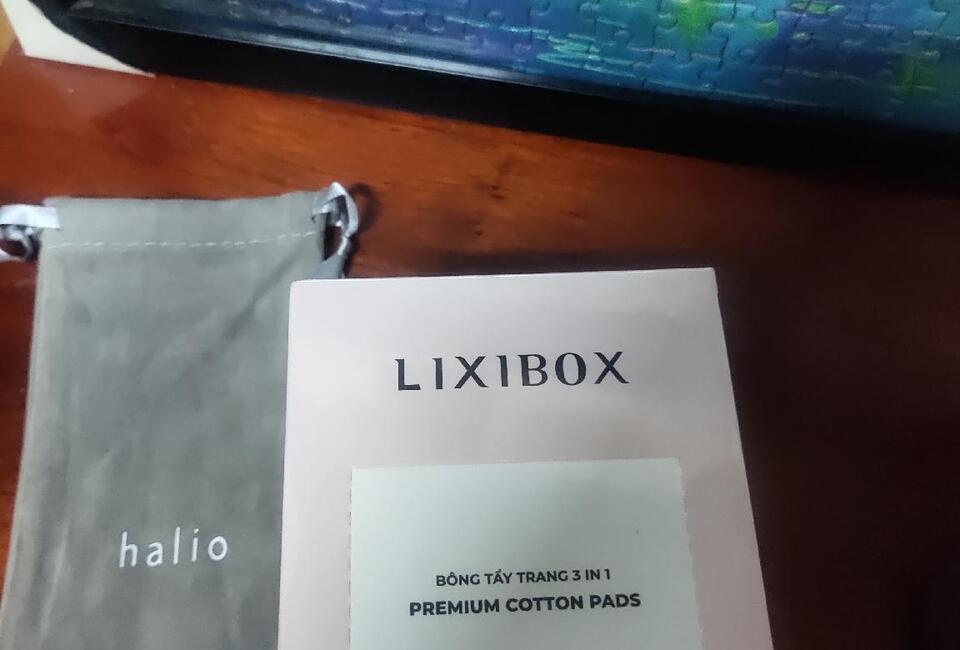 LIXIBOX
halio
BÔNG TẨY TRANG 3 IN 1
PREMIUM COTTON PADS